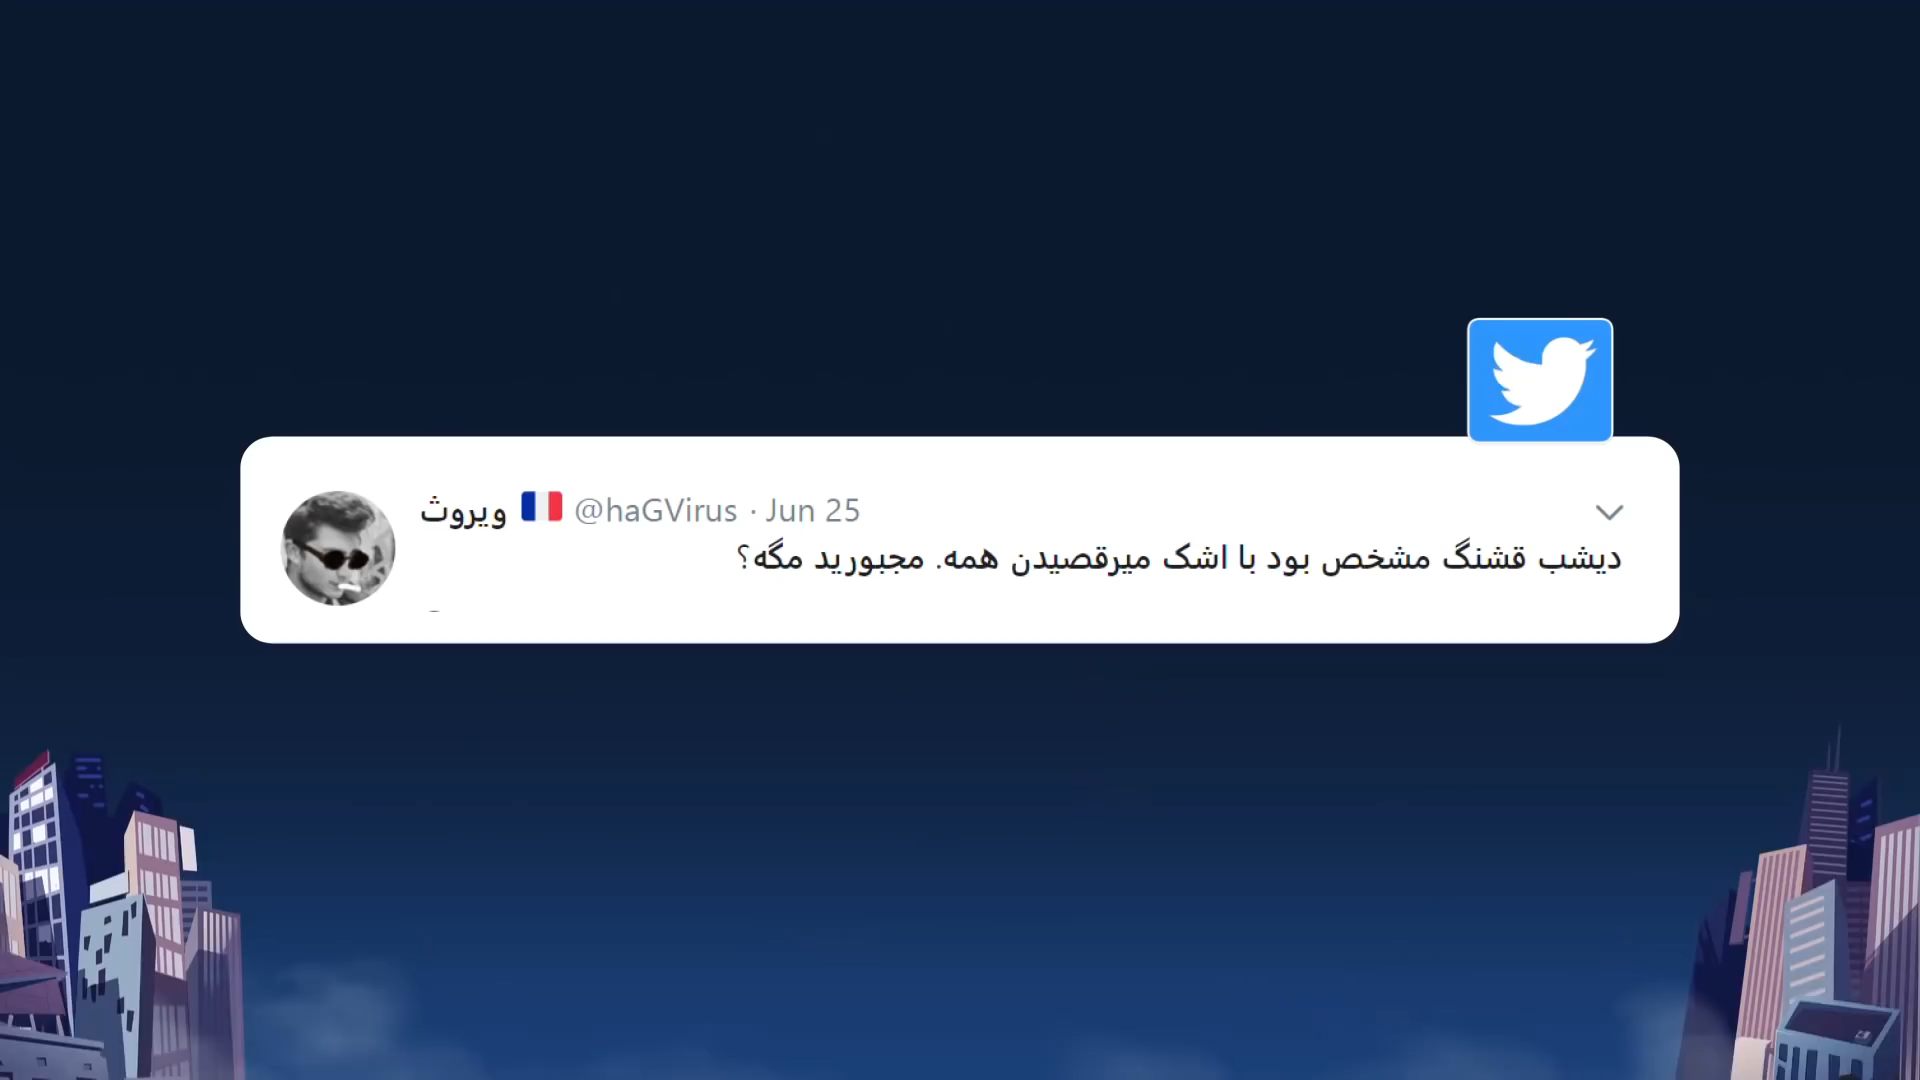 ویروث 🇫🇷 @haGVirus · Jun 25
دیشب قشنگ مشخص بود با اشک میرقصیدن همه. مجبورید مگه؟